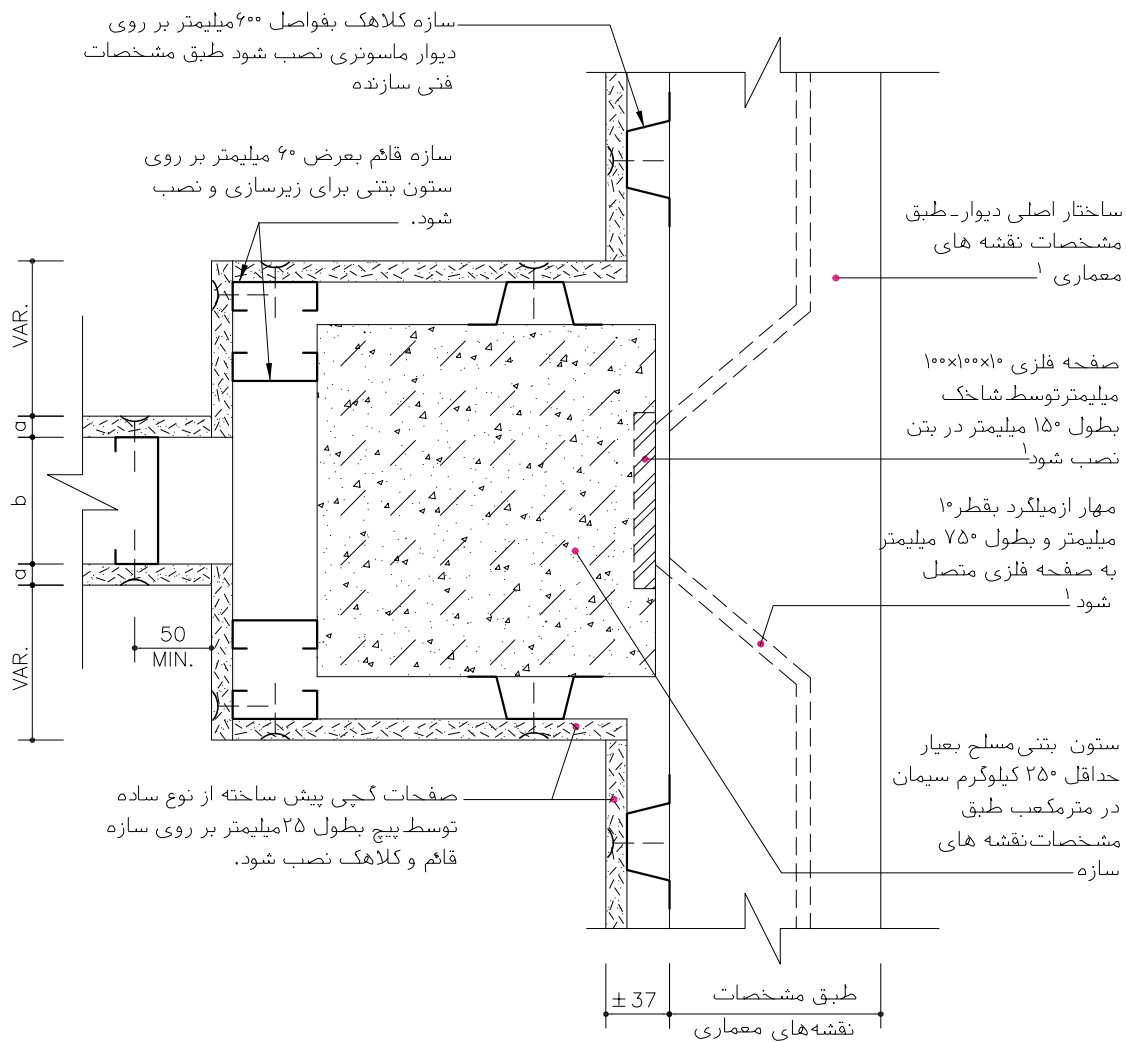 سازه کلاهک بفواصل ۶۰۰میلیمتر بر روی
دیوار ماسونری نصب شود طبق مشخصات
فنی سازنده
سازه قائم بعرض ۶۰ میلیمتر بر روی
ستون بتنی برای زیرسازی و نصب
شود.
ساختار اصلی دیوار-طبق
مشخصات نقشه های
معماری ۱
صفحه فلزی ۱۰×۱۰۰×۱۰۰
میلیمترتوسط شاخک
بطول ۱۵۰ میلیمتر در بتن
نصب شود۱
مهار ازمیلگرد بقطر۱۰
میلیمتر و بطول ۷۵۰ میلیمتر
به صفحه فلزی متصل
شود ۱
ستون بتنی مسلح بعیار
حداقل ۲۵۰ کیلوگرم سیمان
در مترمکعب طبق
مشخصات نقشه های
سازه
صفحات گچی پیش ساخته از نوع ساده
توسط پیچ بطول ۲۵میلیمتر بر روی سازه
قائم و کلاهک نصب شود.
VAR.
a
b
a
VAR.
50
MIN.
±37
طبق مشخصات
نقشه های معماری